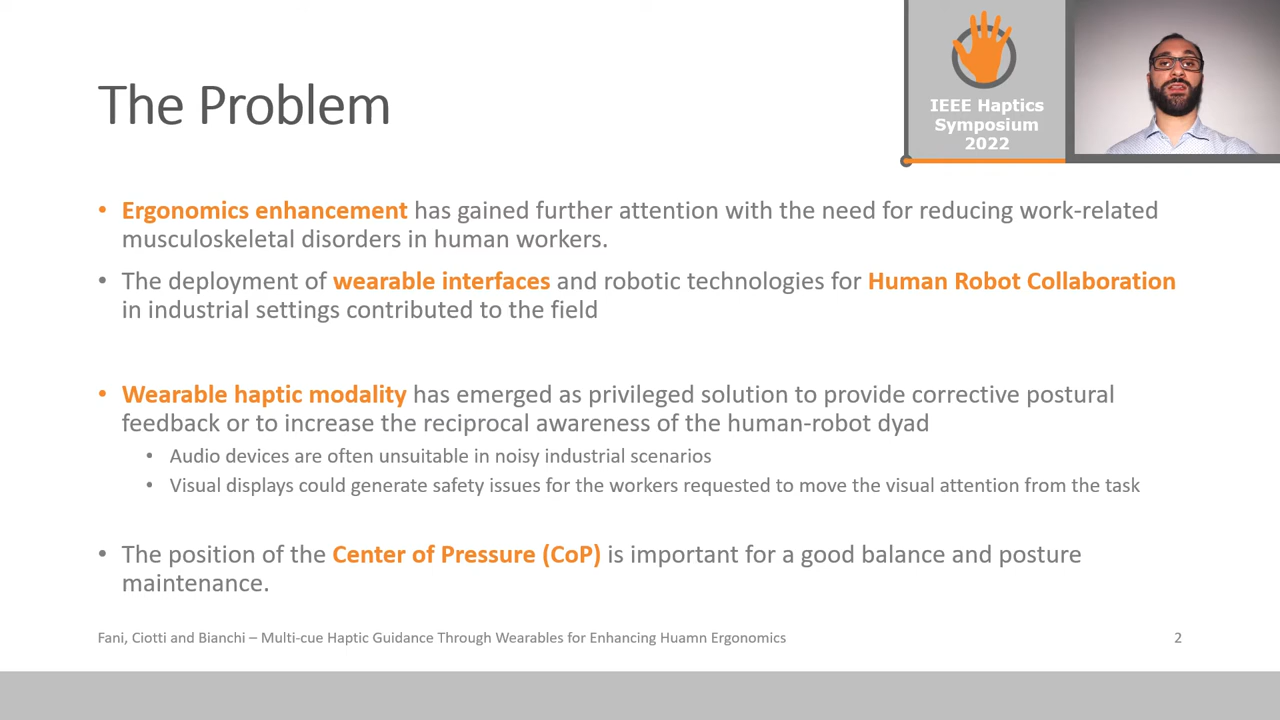 The Problem
IEEE Haptics
Symposium
2022
• Ergonomics enhancement has gained further attention with the need for reducing work-related
musculoskeletal disorders in human workers.
• The deployment of wearable interfaces and robotic technologies for Human Robot Collaboration
in industrial settings contributed to the field
• Wearable haptic modality has emerged as privileged solution to provide corrective postural
feedback or to increase the reciprocal awareness of the human-robot dyad
• Audio devices are often unsuitable in noisy industrial scenarios
• Visual displays could generate safety issues for the workers requested to move the visual attention from the task
• The position of the Center of Pressure (CoP) is important for a good balance and posture
maintenance.
Fani, Ciotti and Bianchi – Multi-cue Haptic Guidance Through Wearables for Enhancing Huamn Ergonomics
2